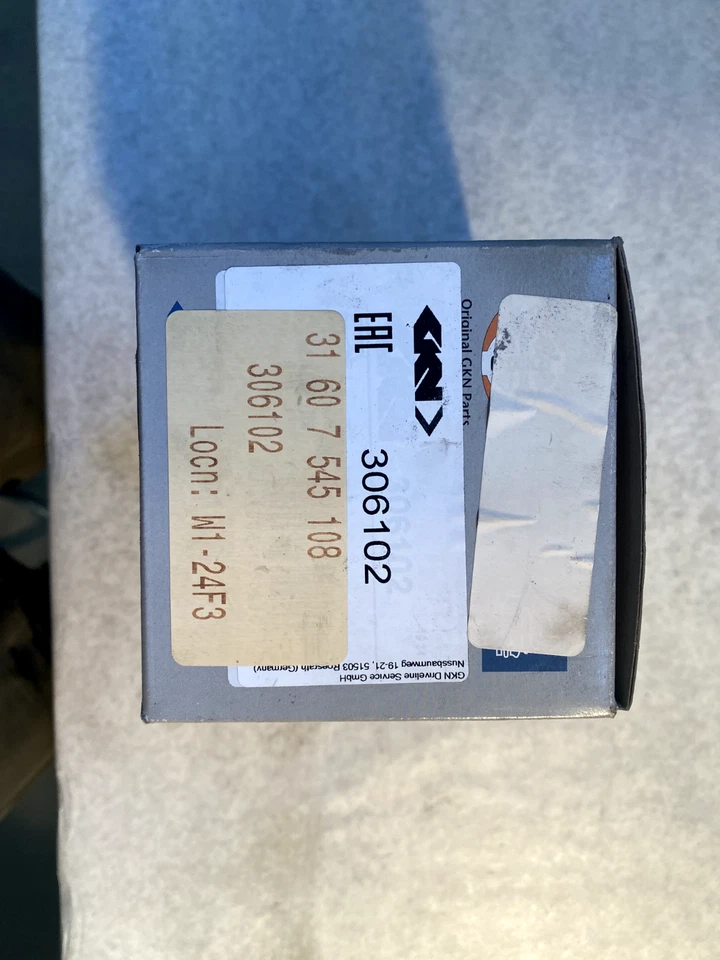 Original GKN Parts
GKN
EAC
306102
31 60 7 545 108
306102
Locn: W1-24F3
GKN Driveline Service GmbH
Nussbaumweg 19-21, 51503 Roesrath (Germany)